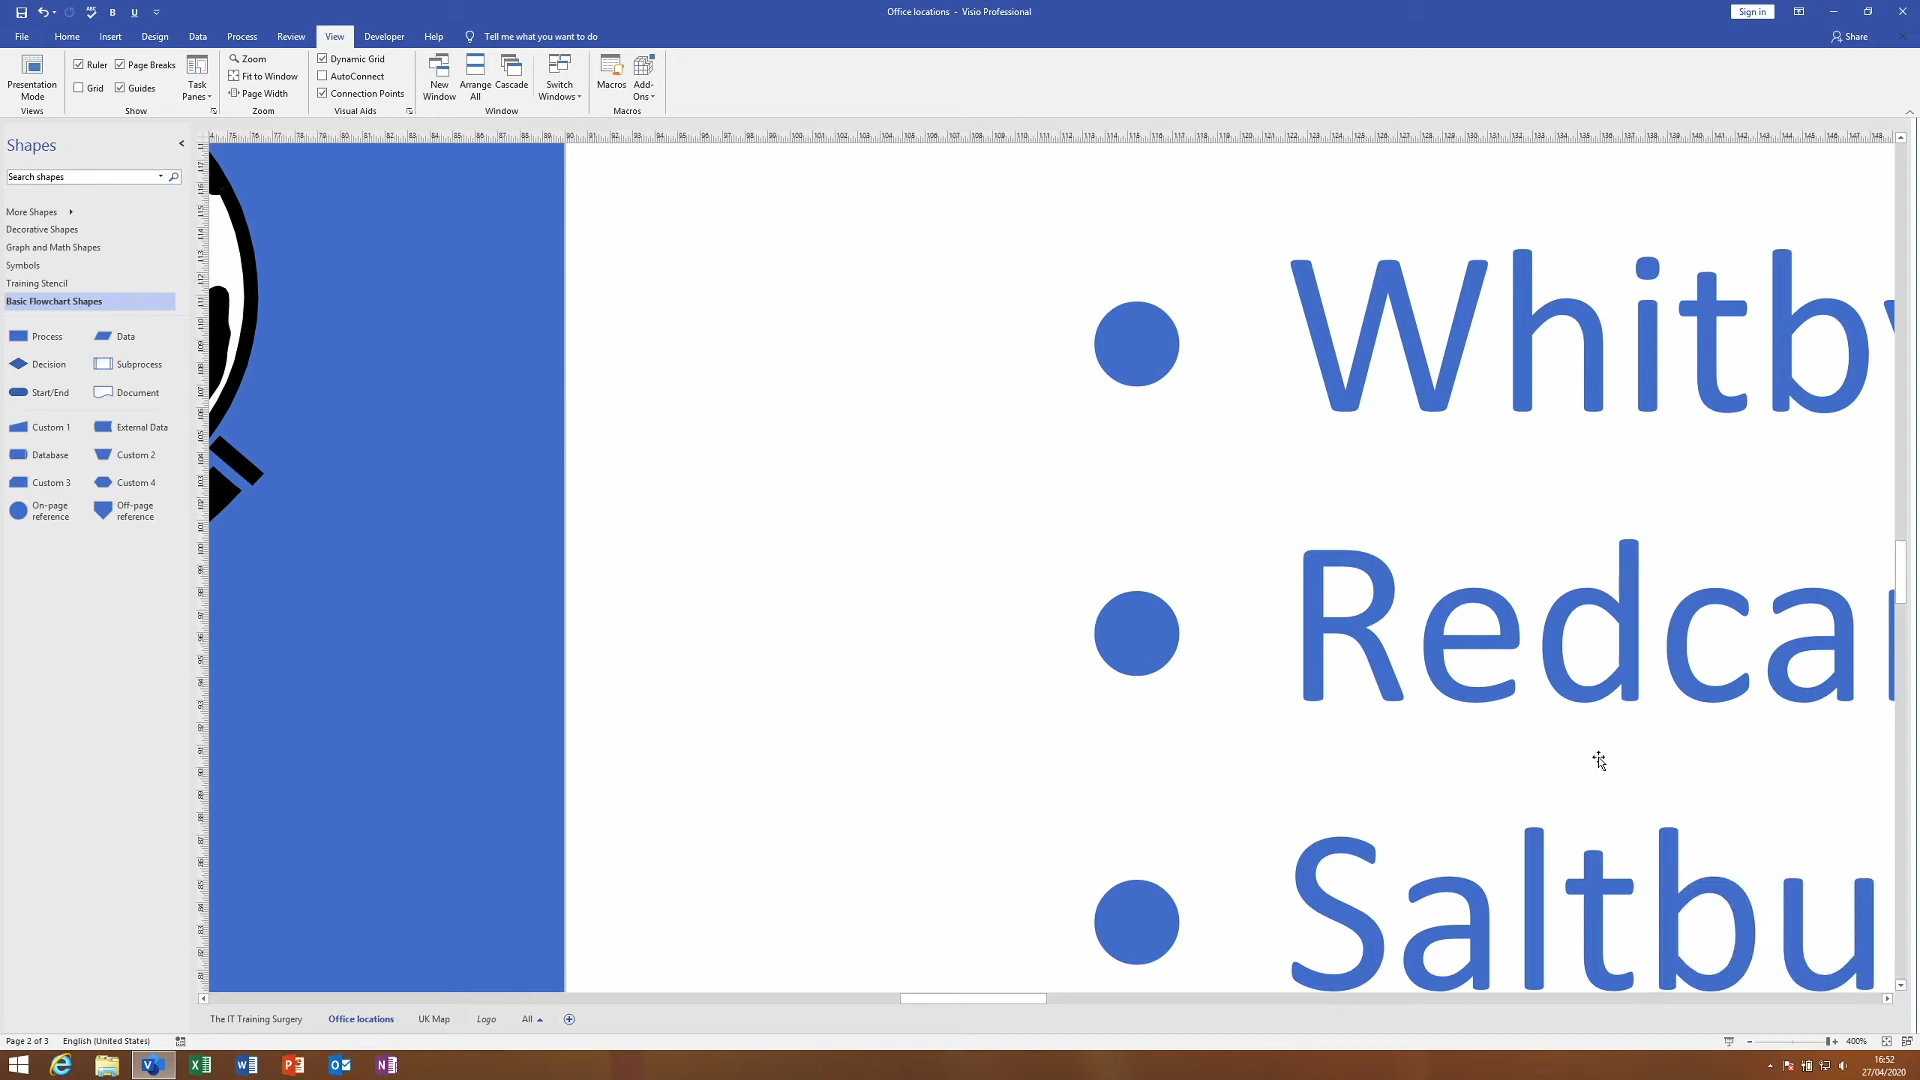 Office locations - Visio Professional
Sign in
File Home Insert Design Data Process Review View Developer Help Tell me what you want to do
Share
Presentation Mode
Views
Ruler Page Breaks
Grid Guides
Task Panes
Show
Zoom
Fit to Window
Page Width
Zoom
Dynamic Grid
AutoConnect
Connection Points
Visual Aids
New Window
Arrange All
Cascade
Switch Windows
Window
Macros
Add-Ons
Macros
Shapes
Search shapes
More Shapes
Decorative Shapes
Graph and Math Shapes
Symbols
Training Stencil
Basic Flowchart Shapes
Process Data
Decision Subprocess
Start/End Document
Custom 1 External Data
Database Custom 2
Custom 3 Custom 4
On-page reference
Off-page reference
Whitby
Redcar
Saltbu
The IT Training Surgery Office locations UK Map Logo All
Page 2 of 3 English (United States)
400%
16:52
27/04/2020